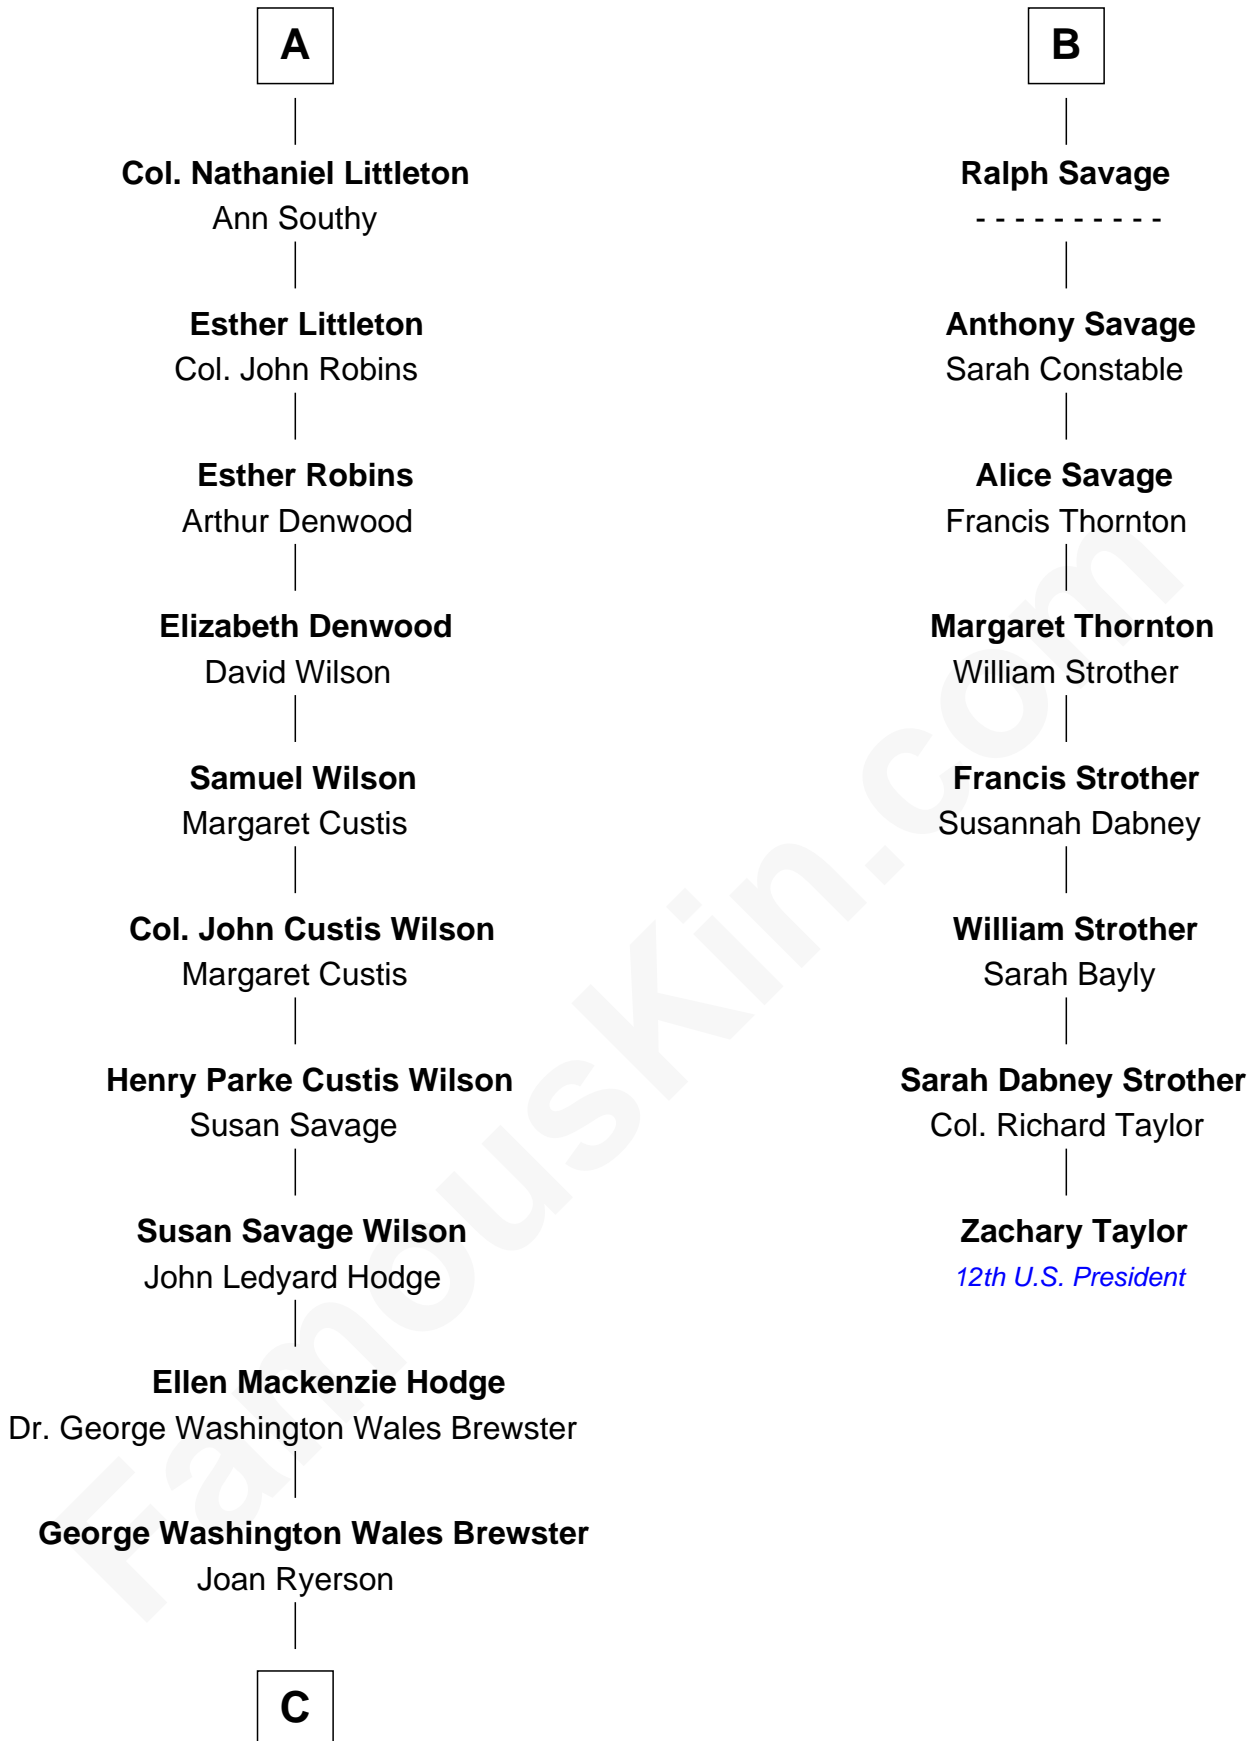 A
Col. Nathaniel Littleton
Ann Southy
Esther Littleton
Col. John Robins
Esther Robins
Arthur Denwood
Elizabeth Denwood
David Wilson
Samuel Wilson
Margaret Custis
Col. John Custis Wilson
Margaret Custis
Henry Parke Custis Wilson
Susan Savage
Susan Savage Wilson
John Ledyard Hodge
Ellen Mackenzie Hodge
Dr. George Washington Wales Brewster
George Washington Wales Brewster
Joan Ryerson
C
B
Ralph Savage
- - - - - - - - - -
Anthony Savage
Sarah Constable
Alice Savage
Francis Thornton
Margaret Thornton
William Strother
Francis Strother
Susannah Dabney
William Strother
Sarah Bayly
Sarah Dabney Strother
Col. Richard Taylor
Zachary Taylor
12th U.S. President
FamousKin.com